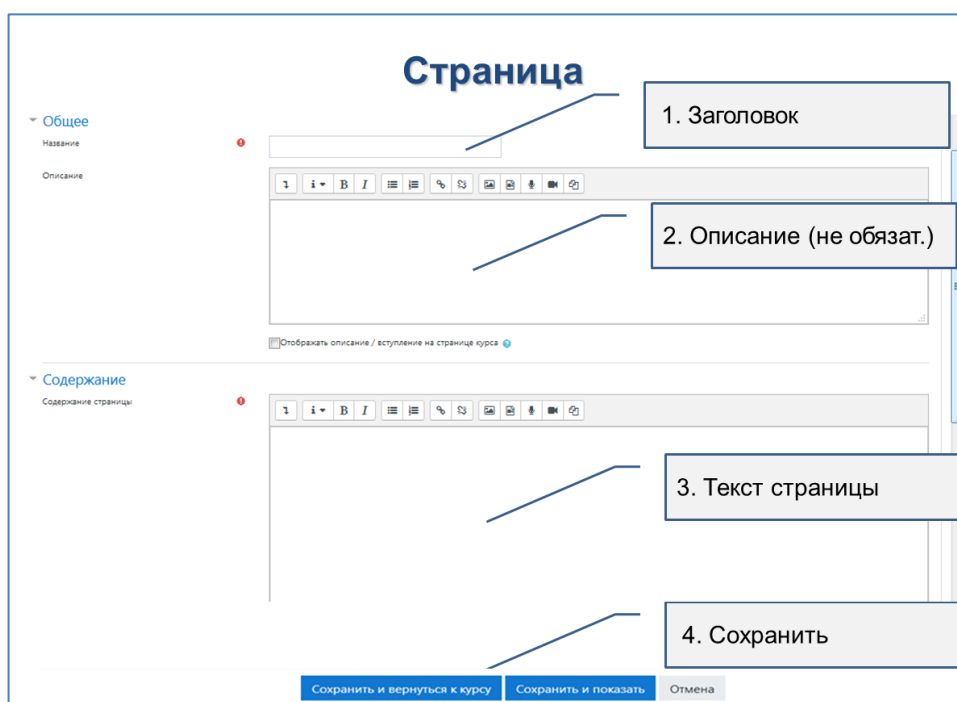 Страница
1. Заголовок
Общее
Название
Описание
2. Описание (не обязат.)
Отображать описание / вступление на странице курса
Содержание
Содержание страницы
3. Текст страницы
4. Сохранить
Сохранить и вернуться к курсу Сохранить и показать Отмена